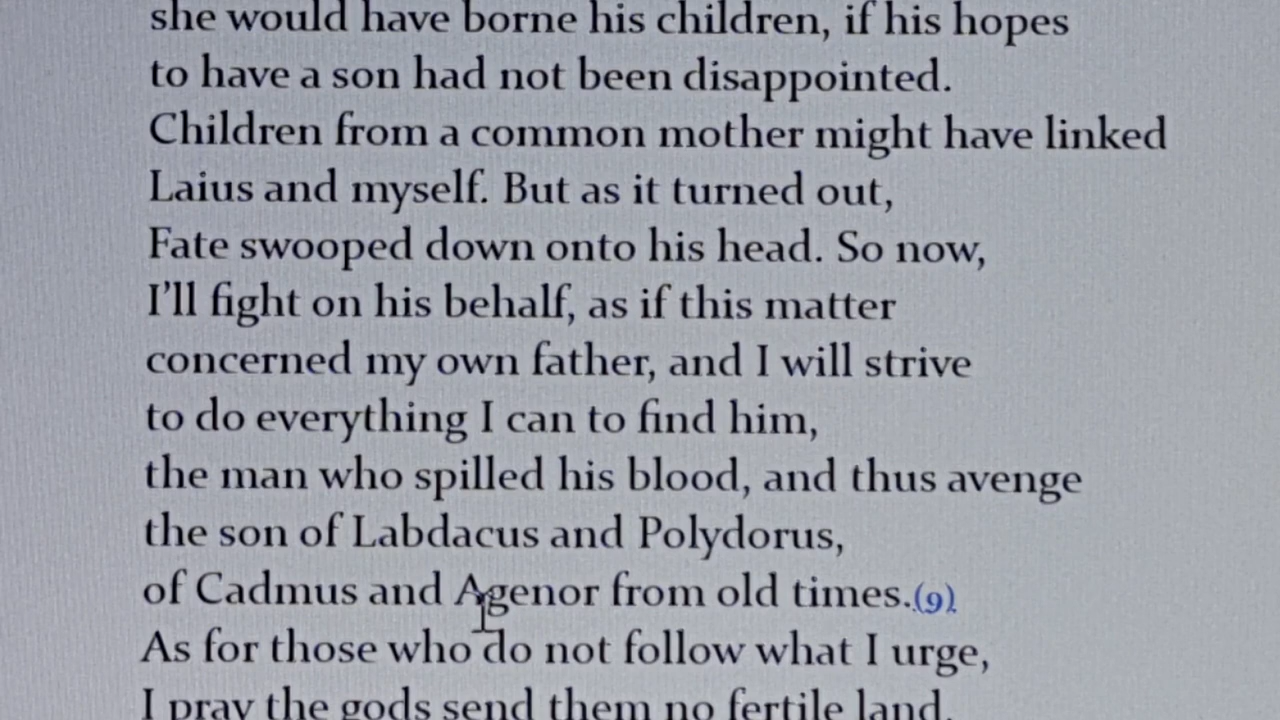 she would have borne his children, if his hopes
to have a son had not been disappointed.
Children from a common mother might have linked
Laius and myself. But as it turned out,
Fate swooped down onto his head. So now,
I’ll fight on his behalf, as if this matter
concerned my own father, and I will strive
to do everything I can to find him,
the man who spilled his blood, and thus avenge
the son of Labdacus and Polydorus,
of Cadmus and Agenor from old times.(9)
As for those who do not follow what I urge,
I pray the gods send them no fertile land,